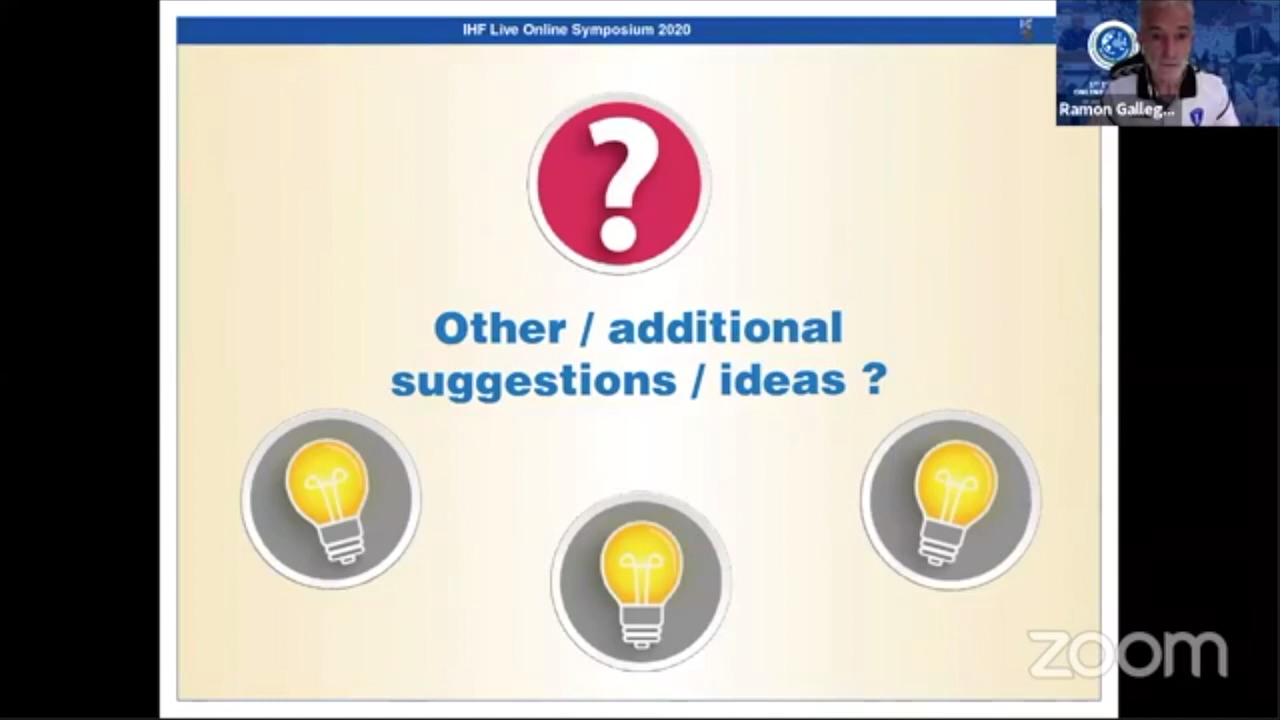 IHF Live Online Symposium 2020
Ramon Galleg...
?
Other / additional
suggestions / ideas ?
zoom